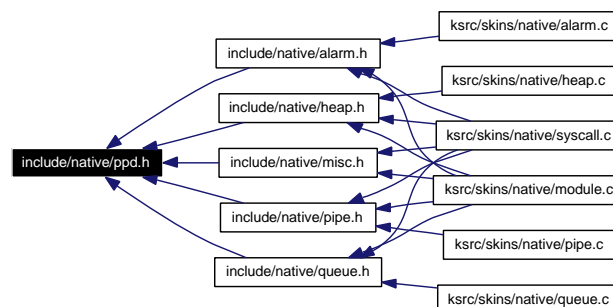 include/native/ppd.h
include/native/alarm.h
include/native/heap.h
include/native/misc.h
include/native/pipe.h
include/native/queue.h
ksrc/skins/native/alarm.c
ksrc/skins/native/heap.c
ksrc/skins/native/syscall.c
ksrc/skins/native/module.c
ksrc/skins/native/pipe.c
ksrc/skins/native/queue.c